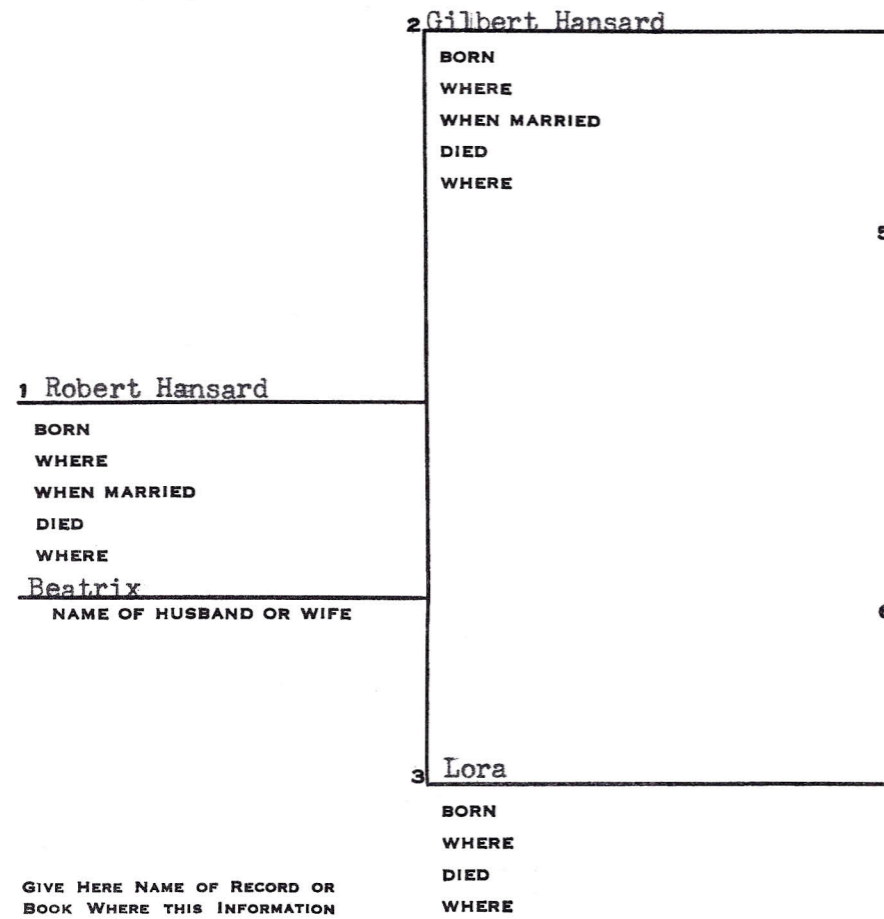 2 Gilbert Hansard
BORN
WHERE
WHEN MARRIED
DIED
WHERE
5
1 Robert Hansard
BORN
WHERE
WHEN MARRIED
DIED
WHERE
Beatrix
NAME OF HUSBAND OR WIFE
6
3 Lora
BORN
WHERE
DIED
WHERE
GIVE HERE NAME OF RECORD OR
BOOK WHERE THIS INFORMATION